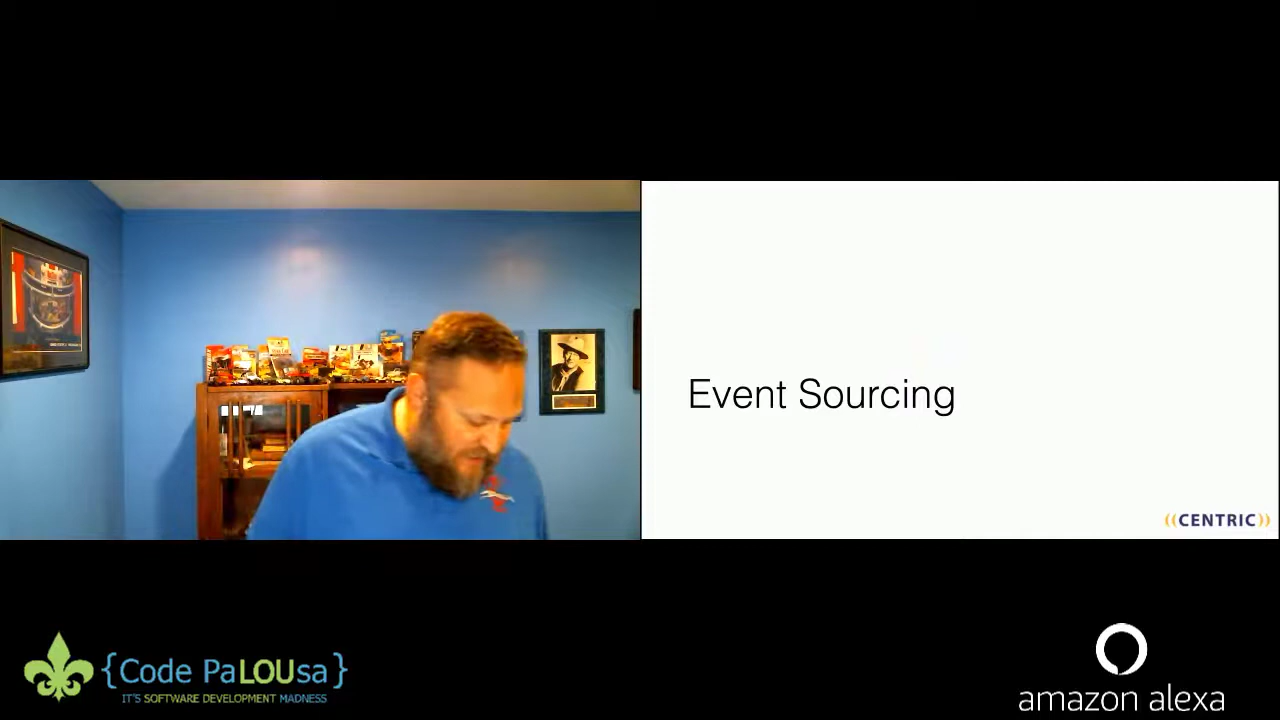 Event Sourcing
((CENTRIC))
{Code PaLOUsa}
IT'S SOFTWARE DEVELOPMENT MADNESS
amazon alexa